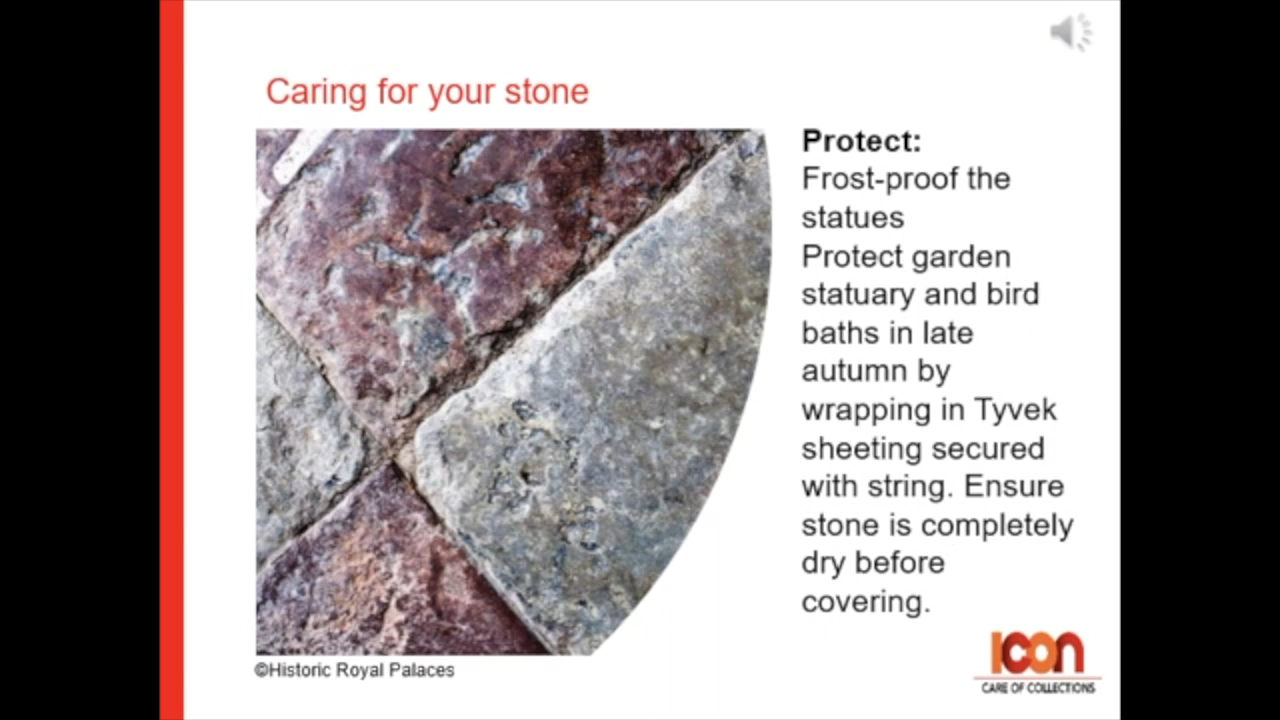 Caring for your stone
Protect:
Frost-proof the
statues
Protect garden
statuary and bird
baths in late
autumn by
wrapping in Tyvek
sheeting secured
with string. Ensure
stone is completely
dry before
covering.
©Historic Royal Palaces
Icon
CARE OF COLLECTIONS